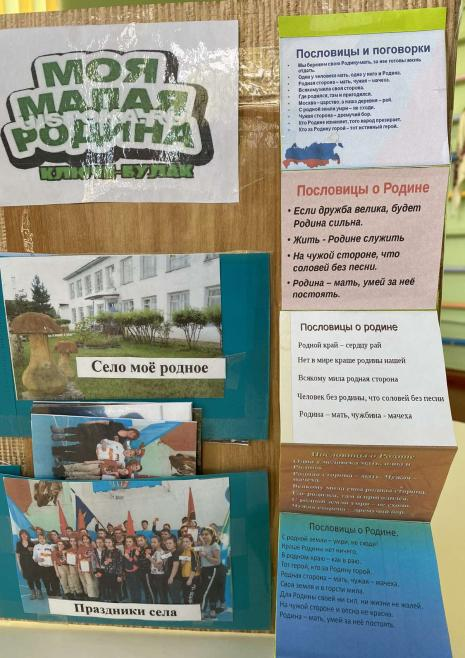 МОЯ
МАЛАЯ
РОДИНА
КЛЮЧИ-БУЛАК
Село моё родное
Праздники села
Пословицы и поговорки
• Мы бережем свою Родину-мать, за нее готовы жизнь
отдать.
• Одна у человека мать, одна у него и Родина.
• Родная сторона – мать, чужая – мачеха.
• Всякому мила своя сторона.
• Где родился, там и пригодился.
• Москва – царство, а наша деревня – рай.
• С родной земли – умри - не сходи.
• Чужая сторона – дремучий бор.
• Кто Родине изменяет, того народ презирает.
• Кто за Родину горой - тот истинный герой.
Пословицы о Родине
• Если дружба велика, будет
Родина сильна.
• Жить - Родине служить
• На чужой стороне, что
соловей без песни.
• Родина – мать, умей за неё
постоять.
Пословицы о родине
Родной край – сердцу рай
Нет в мире краше родины нашей
Всякому мила родная сторона
Человек без родины, что соловей без песни
Родина – мать, чужбина - мачеха
Пословицы о Родине
Одна у человека мать, одна и
Родина.
Родная сторона – мать. Чужая –
мачеха.
Всякому мила родная сторона.
Где родился, там и пригодился.
С родной земли – умри - не сходи.
Чужая сторона – дремучий бор.
Пословицы о Родине.
С родной земли – умри, не сходи!
Краше Родины нет ничего.
В родном краю – как в раю.
Тот герой, кто за Родину горой.
Родная сторона – мать, чужая – мачеха.
Своя земля и в горсти мила.
Для Родины своей ни сил, ни жизни не жалей.
На чужой стороне и весна не красна.
Родина – мать, умей за неё постоять.